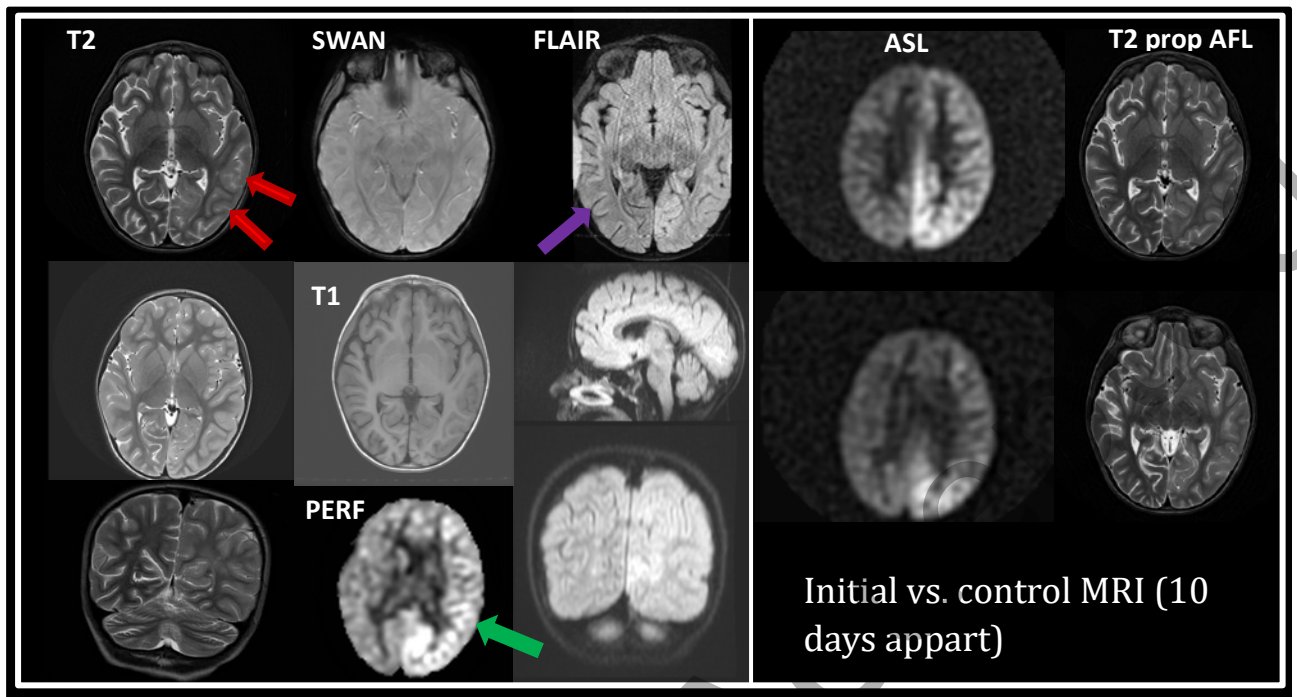 T2
SWAN
FLAIR
ASL
T2 prop AFL
T1
PERF
Initial vs. control MRI (10
days appart)